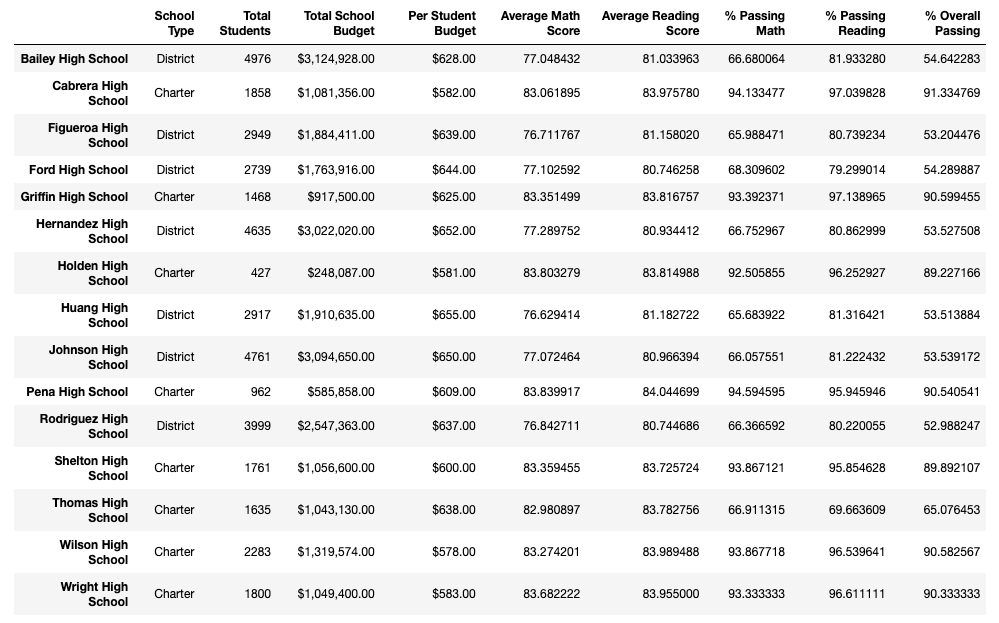 School Type Total Students Total School Budget Per Student Budget Average Math Score Average Reading Score % Passing Math % Passing Reading % Overall Passing
Bailey High School District 4976 $3,124,928.00 $628.00 77.048432 81.033963 66.680064 81.933280 54.642283
Cabrera High School Charter 1858 $1,081,356.00 $582.00 83.061895 83.975780 94.133477 97.039828 91.334769
Figueroa High School District 2949 $1,884,411.00 $639.00 76.711767 81.158020 65.988471 80.739234 53.204476
Ford High School District 2739 $1,763,916.00 $644.00 77.102592 80.746258 68.309602 79.299014 54.289887
Griffin High School Charter 1468 $917,500.00 $625.00 83.351499 83.816757 93.392371 97.138965 90.599455
Hernandez High School District 4635 $3,022,020.00 $652.00 77.289752 80.934412 66.752967 80.862999 53.527508
Holden High School Charter 427 $248,087.00 $581.00 83.803279 83.814988 92.505855 96.252927 89.227166
Huang High School District 2917 $1,910,635.00 $655.00 76.629414 81.182722 65.683922 81.316421 53.513884
Johnson High School District 4761 $3,094,650.00 $650.00 77.072464 80.966394 66.057551 81.222432 53.539172
Pena High School Charter 962 $585,858.00 $609.00 83.839917 84.044699 94.594595 95.945946 90.540541
Rodriguez High School District 3999 $2,547,363.00 $637.00 76.842711 80.744686 66.366592 80.220055 52.988247
Shelton High School Charter 1761 $1,056,600.00 $600.00 83.359455 83.725724 93.867121 95.854628 89.892107
Thomas High School Charter 1635 $1,043,130.00 $638.00 82.980897 83.782756 66.911315 69.663609 65.076453
Wilson High School Charter 2283 $1,319,574.00 $578.00 83.274201 83.989488 93.867718 96.539641 90.582567
Wright High School Charter 1800 $1,049,400.00 $583.00 83.682222 83.955000 93.333333 96.611111 90.333333